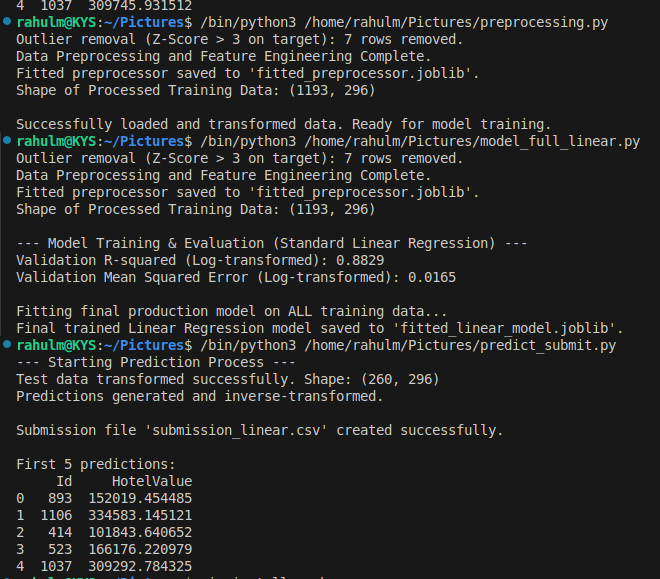 4  1037  309745.931512
rahulm@KYS:~/Pictures$ /bin/python3 /home/rahulm/Pictures/preprocessing.py
Outlier removal (Z-Score > 3 on target): 7 rows removed.
Data Preprocessing and Feature Engineering Complete.
Fitted preprocessor saved to 'fitted_preprocessor.joblib'.
Shape of Processed Training Data: (1193, 296)
Successfully loaded and transformed data. Ready for model training.
rahulm@KYS:~/Pictures$ /bin/python3 /home/rahulm/Pictures/model_full_linear.py
Outlier removal (Z-Score > 3 on target): 7 rows removed.
Data Preprocessing and Feature Engineering Complete.
Fitted preprocessor saved to 'fitted_preprocessor.joblib'.
Shape of Processed Training Data: (1193, 296)
--- Model Training & Evaluation (Standard Linear Regression) ---
Validation R-squared (Log-transformed): 0.8829
Validation Mean Squared Error (Log-transformed): 0.0165
Fitting final production model on ALL training data...
Final trained Linear Regression model saved to 'fitted_linear_model.joblib'.
rahulm@KYS:~/Pictures$ /bin/python3 /home/rahulm/Pictures/predict_submit.py
--- Starting Prediction Process ---
Test data transformed successfully. Shape: (260, 296)
Predictions generated and inverse-transformed.
Submission file 'submission_linear.csv' created successfully.
First 5 predictions:
Id     HotelValue
0   893  152019.454485
1  1106  334583.145121
2   414  101843.640652
3   523  166176.220979
4  1037  309292.784325